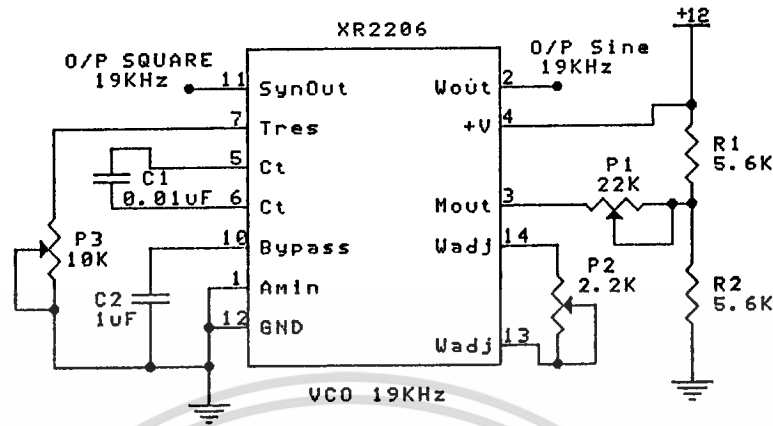 XR2206
+12
O/P SQUARE
19KHz
O/P Sine
19KHz
11 SynOut
Wout 2
7 Tres
+V 4
5 Ct
C1
0.01uF
6 Ct
R1
5.6K
P1
22K
Mout 3
P3
10K
10 Bypass
Wadj 14
C2
1uF
1 Amin
P2
2.2K
R2
5.6K
12 GND
Wadj 13
VCO 19KHz